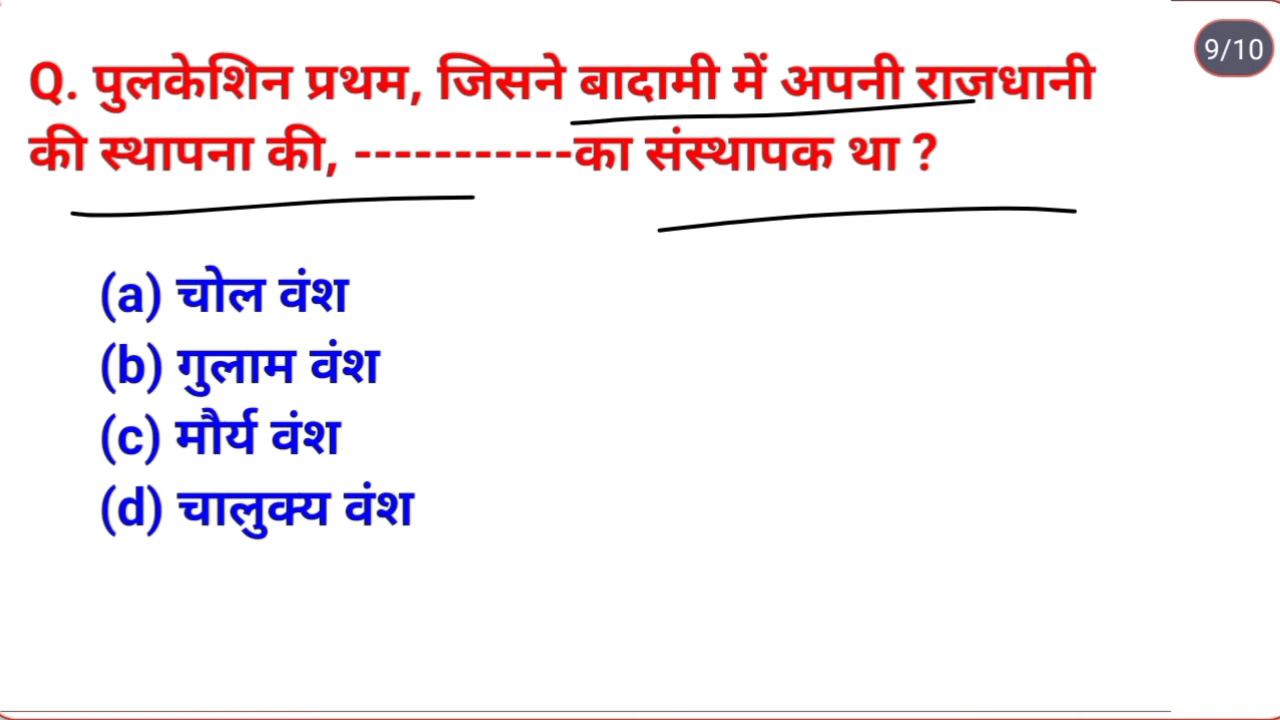 9/10
Q. पुलकेशिन प्रथम, जिसने बादामी में अपनी राजधानी
की स्थापना की, -----------का संस्थापक था ?
(a) चोल वंश
(b) गुलाम वंश
(c) मौर्य वंश
(d) चालुक्य वंश